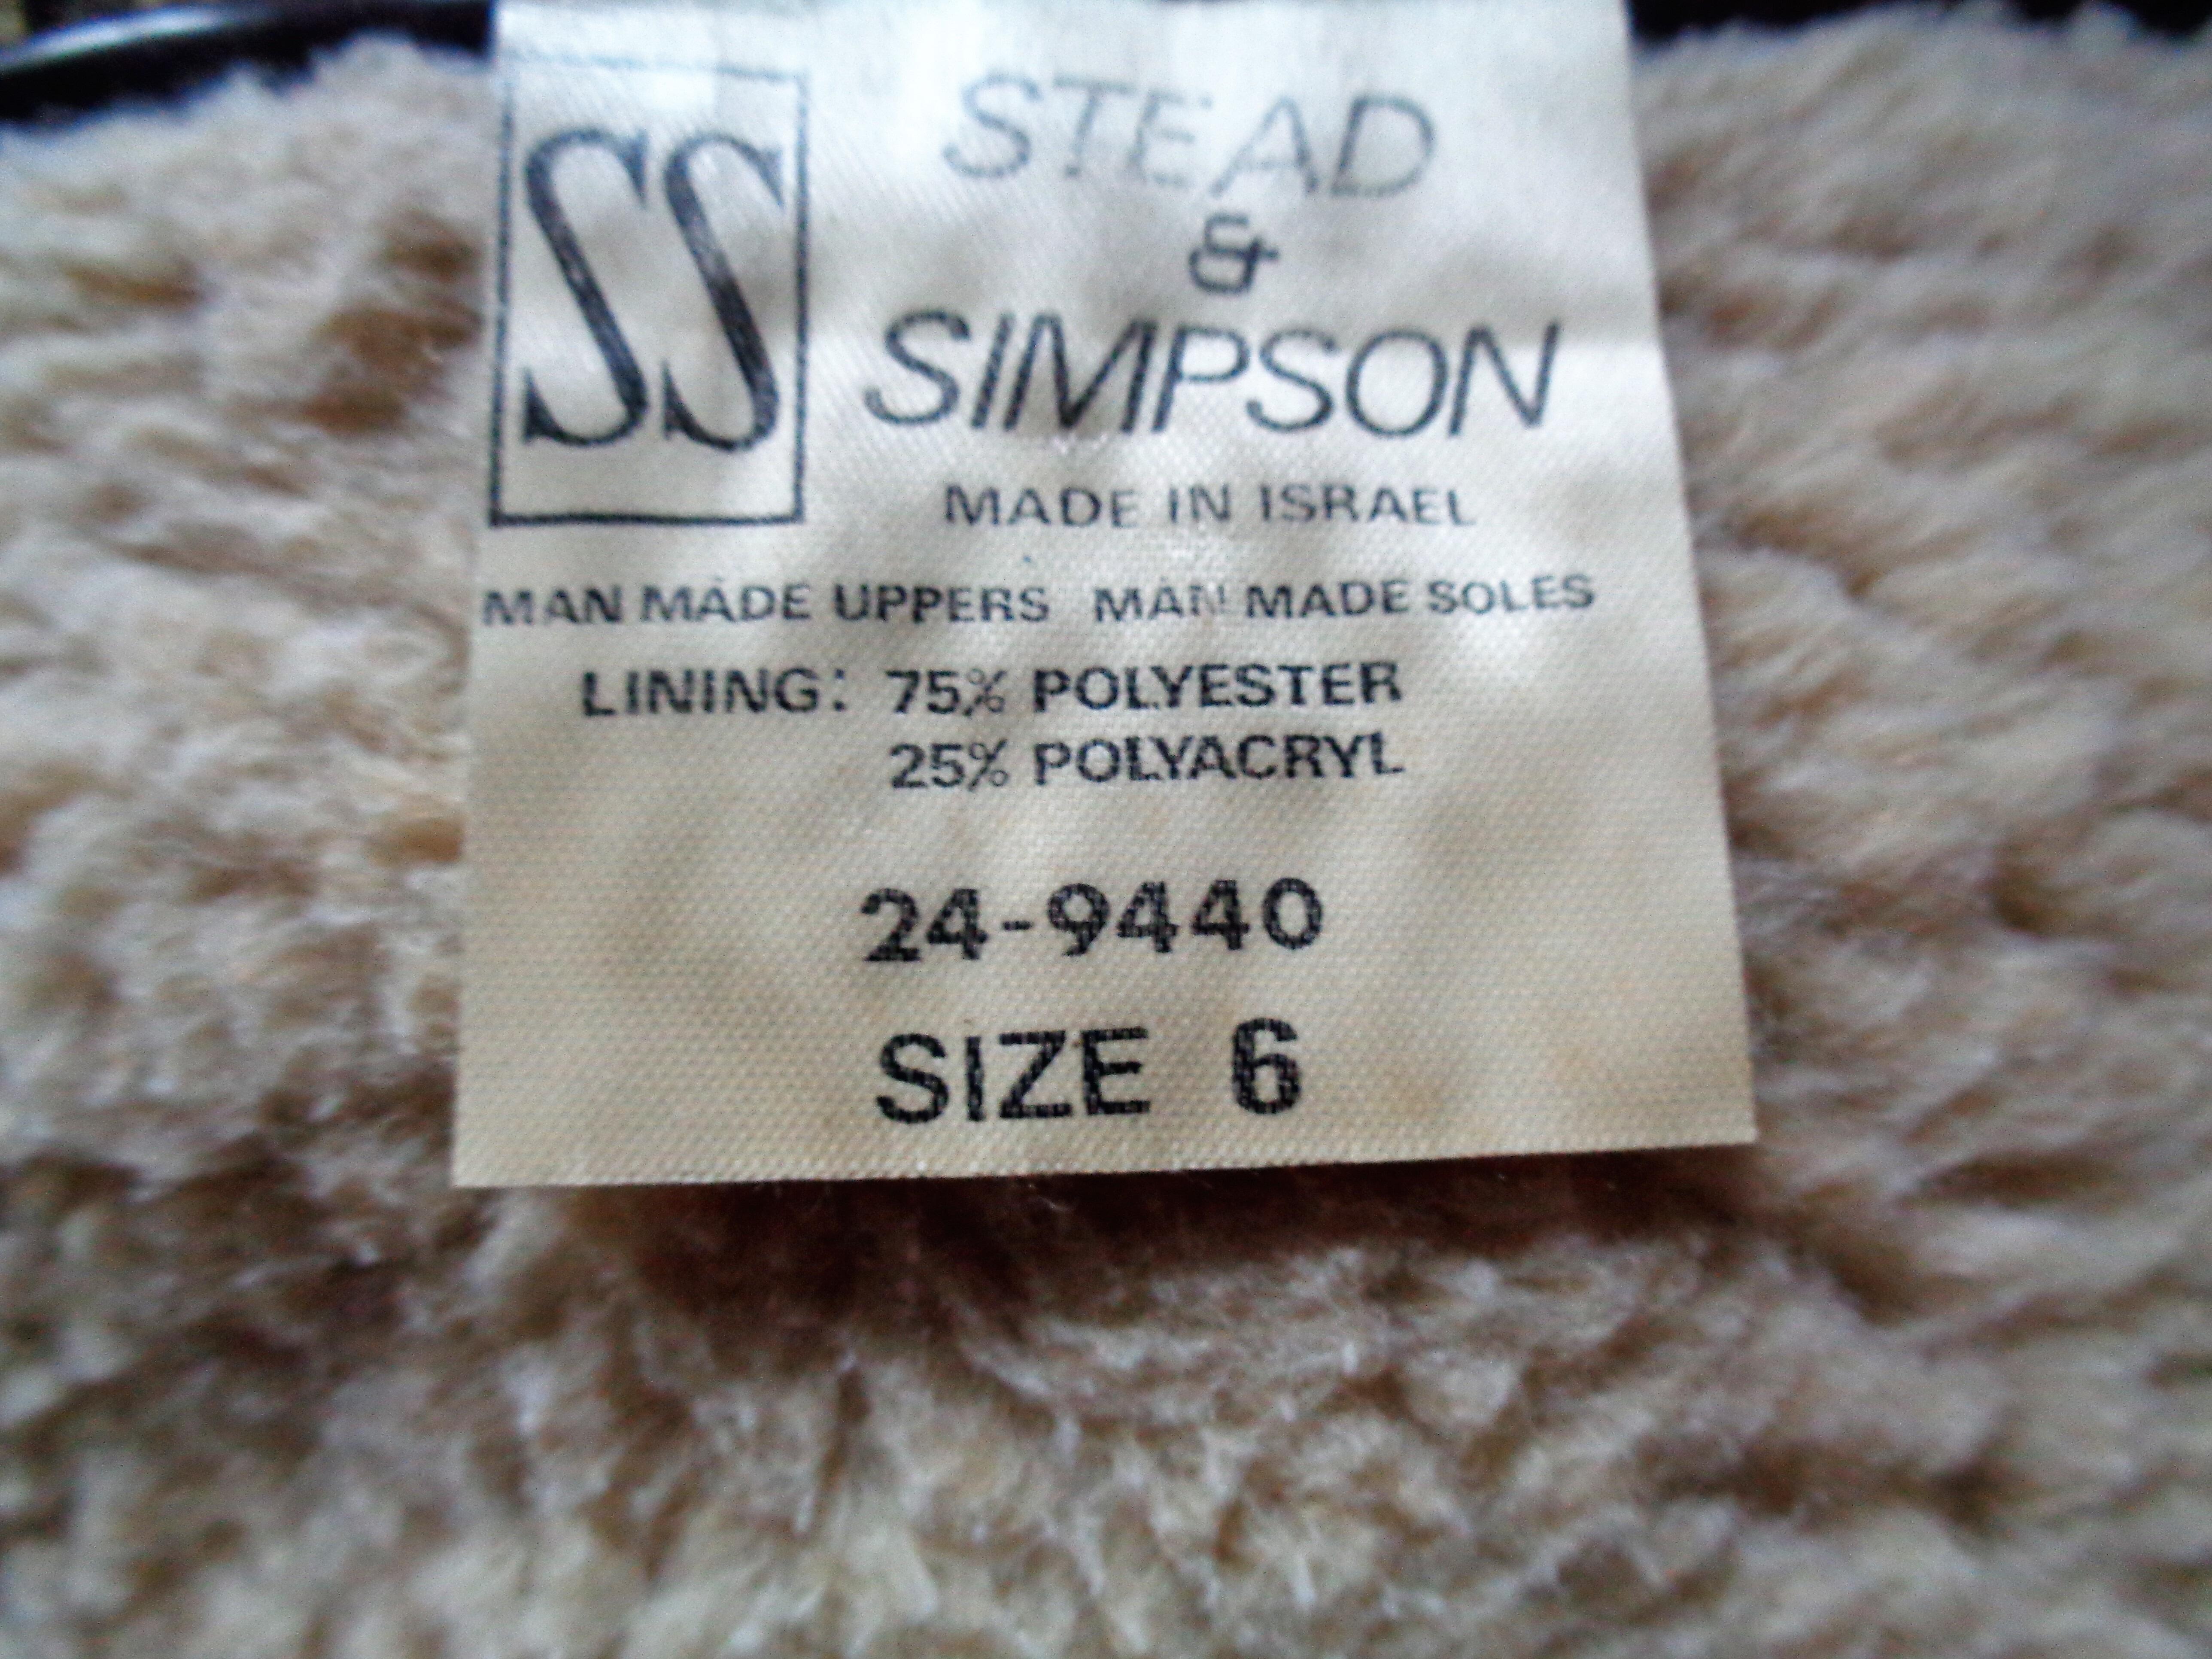 SS
STEAD
&
SIMPSON
MADE IN ISRAEL
MAN MADE UPPERS MAN MADE SOLES
LINING: 75% POLYESTER
25% POLYACRYL
24-9440
SIZE 6